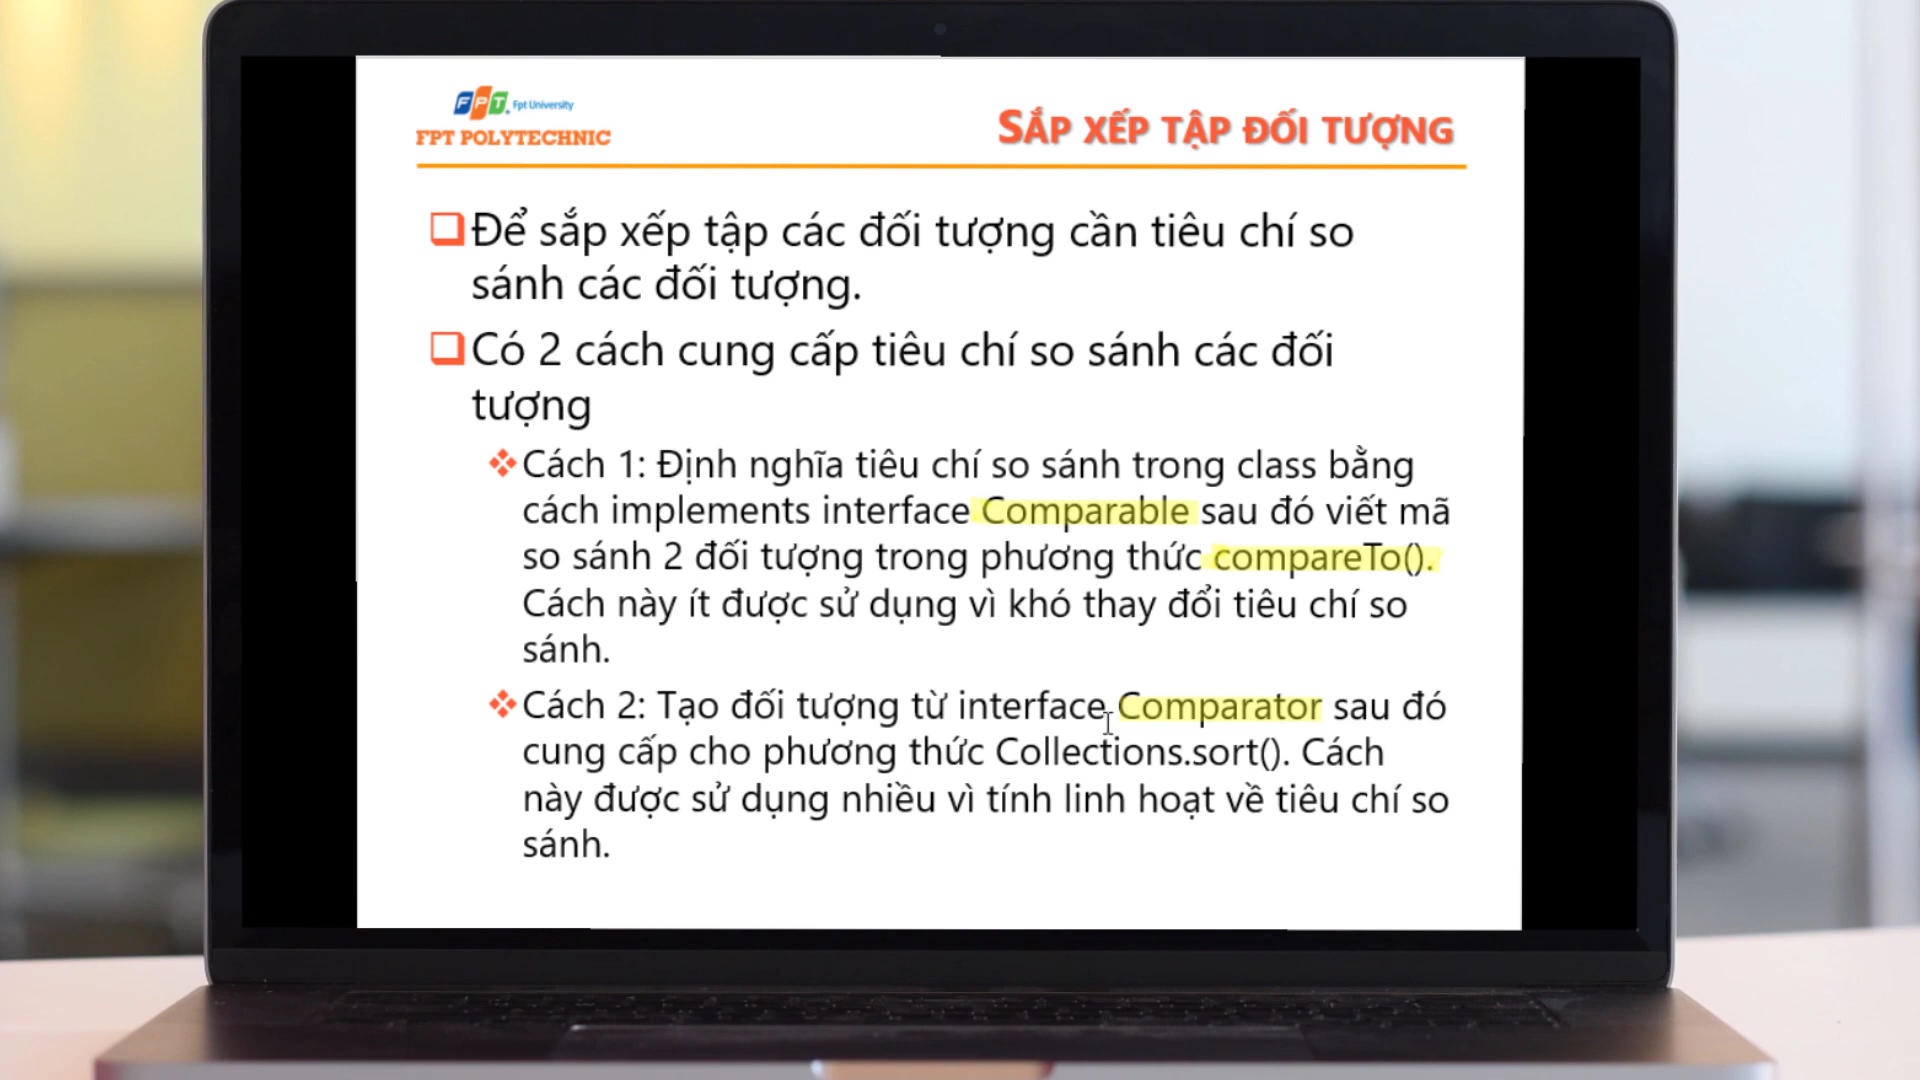 FPT Fpt University
FPT POLYTECHNIC
SẮP XẾP TẬP ĐỐI TƯỢNG
Để sắp xếp tập các đối tượng cần tiêu chí so
sánh các đối tượng.
Có 2 cách cung cấp tiêu chí so sánh các đối
tượng
Cách 1: Định nghĩa tiêu chí so sánh trong class bằng
cách implements interface Comparable sau đó viết mã
so sánh 2 đối tượng trong phương thức compareTo().
Cách này ít được sử dụng vì khó thay đổi tiêu chí so
sánh.
Cách 2: Tạo đối tượng từ interface Comparator sau đó
cung cấp cho phương thức Collections.sort(). Cách
này được sử dụng nhiều vì tính linh hoạt về tiêu chí so
sánh.